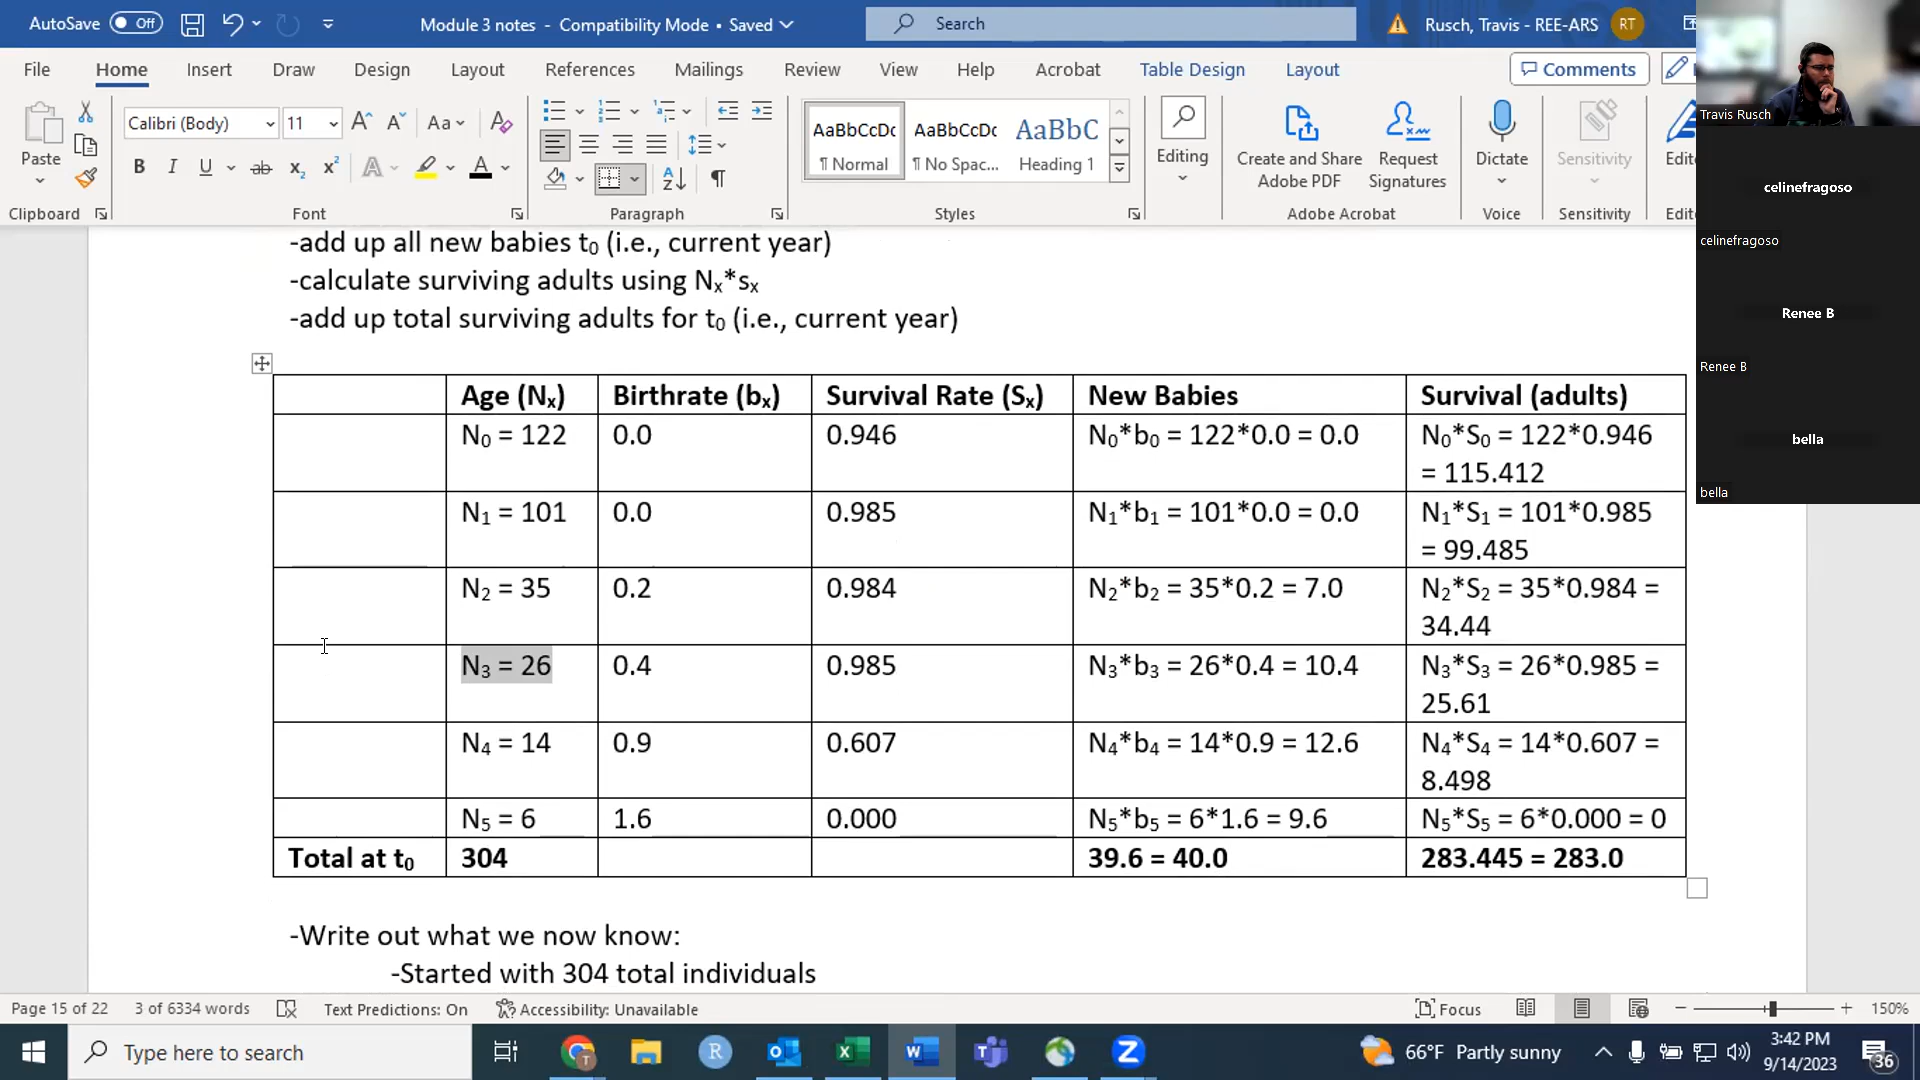 AutoSave Off
Module 3 notes - Compatibility Mode • Saved
Search
Rusch, Travis - REE-ARS RT
File Home Insert Draw Design Layout References Mailings Review View Help Acrobat Table Design Layout
Comments
Paste
Calibri (Body) 11
AaBbCcDc AaBbCcDc AaBbC
¶ Normal ¶ No Spac... Heading 1
Editing
Create and Share Adobe PDF
Request Signatures
Dictate
Sensitivity
Clipboard Font Paragraph Styles Adobe Acrobat Voice Sensitivity
Travis Rusch
celinefragoso
celinefragoso
Renee B
Renee B
bella
bella
-add up all new babies t₀ (i.e., current year)
-calculate surviving adults using Nₓ*sₓ
-add up total surviving adults for t₀ (i.e., current year)
Age (Nₓ) Birthrate (bₓ) Survival Rate (Sₓ) New Babies Survival (adults)
N₀ = 122 0.0 0.946 N₀*b₀ = 122*0.0 = 0.0 N₀*S₀ = 122*0.946
= 115.412
N₁ = 101 0.0 0.985 N₁*b₁ = 101*0.0 = 0.0 N₁*S₁ = 101*0.985
= 99.485
N₂ = 35 0.2 0.984 N₂*b₂ = 35*0.2 = 7.0 N₂*S₂ = 35*0.984 =
34.44
N₃ = 26 0.4 0.985 N₃*b₃ = 26*0.4 = 10.4 N₃*S₃ = 26*0.985 =
25.61
N₄ = 14 0.9 0.607 N₄*b₄ = 14*0.9 = 12.6 N₄*S₄ = 14*0.607 =
8.498
N₅ = 6 1.6 0.000 N₅*b₅ = 6*1.6 = 9.6 N₅*S₅ = 6*0.000 = 0
Total at t₀ 304 39.6 = 40.0 283.445 = 283.0
-Write out what we now know:
-Started with 304 total individuals
Page 15 of 22 3 of 6334 words Text Predictions: On Accessibility: Unavailable Focus 150%
Type here to search
66°F Partly sunny
3:42 PM
9/14/2023
36